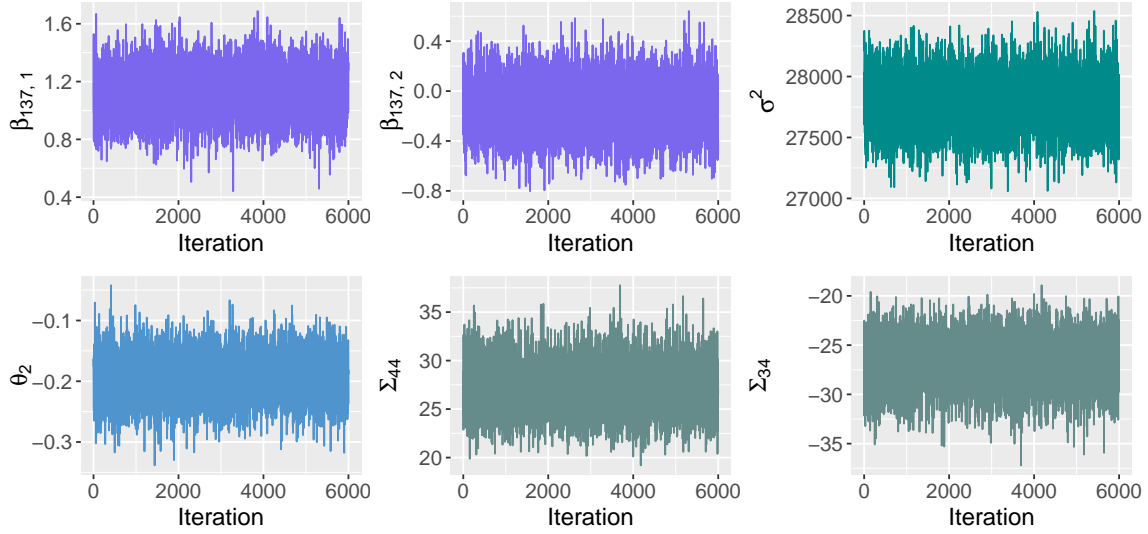 β137, 1
1.6
1.2
0.8
0.4
0 2000 4000 6000
Iteration
β137, 2
0.4
0.0
−0.4
−0.8
0 2000 4000 6000
Iteration
σ2
28500
28000
27500
27000
0 2000 4000 6000
Iteration
θ2
−0.1
−0.2
−0.3
0 2000 4000 6000
Iteration
Σ44
35
30
25
20
0 2000 4000 6000
Iteration
Σ34
−20
−25
−30
−35
0 2000 4000 6000
Iteration